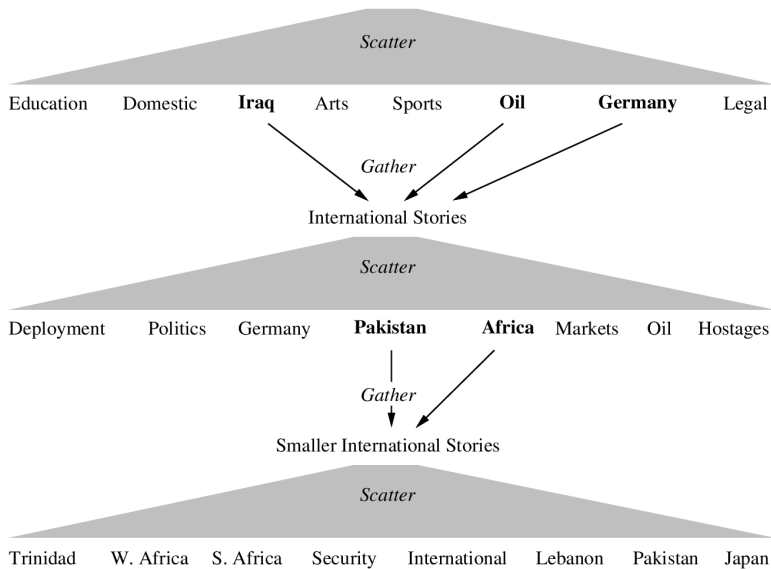 Scatter
Education Domestic Iraq Arts Sports Oil Germany Legal
Gather
International Stories
Scatter
Deployment Politics Germany Pakistan Africa Markets Oil Hostages
Gather
Smaller International Stories
Scatter
Trinidad W. Africa S. Africa Security International Lebanon Pakistan Japan